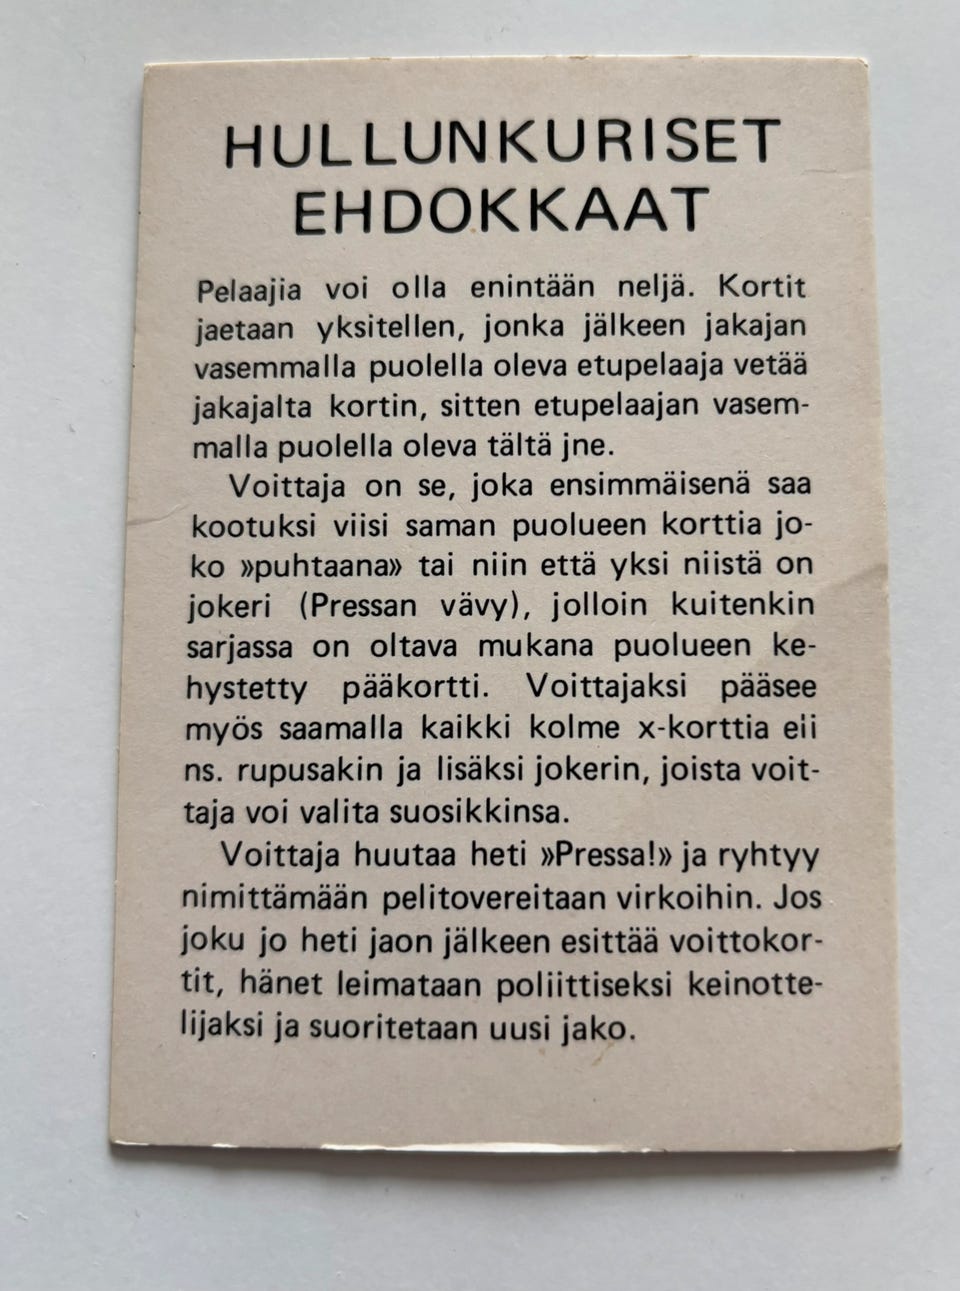 HULLUNKURISET
EHDOKKAAT
Pelaajia voi olla enintään neljä. Kortit
jaetaan yksitellen, jonka jälkeen jakajan
vasemmalla puolella oleva etupelaaja vetää
jakajalta kortin, sitten etupelaajan vasem-
malla puolella oleva tältä jne.
Voittaja on se, joka ensimmäisenä saa
kootuksi viisi saman puolueen korttia jo-
ko »puhtaana» tai niin että yksi niistä on
jokeri (Pressan vävy), jolloin kuitenkin
sarjassa on oltava mukana puolueen ke-
hystetty pääkortti. Voittajaksi pääsee
myös saamalla kaikki kolme x-korttia eli
ns. rupusakin ja lisäksi jokerin, joista voit-
taja voi valita suosikkinsa.
Voittaja huutaa heti »Pressa!» ja ryhtyy
nimittämään pelitovereitaan virkoihin. Jos
joku jo heti jaon jälkeen esittää voittokor-
tit, hänet leimataan poliittiseksi keinotte-
lijaksi ja suoritetaan uusi jako.